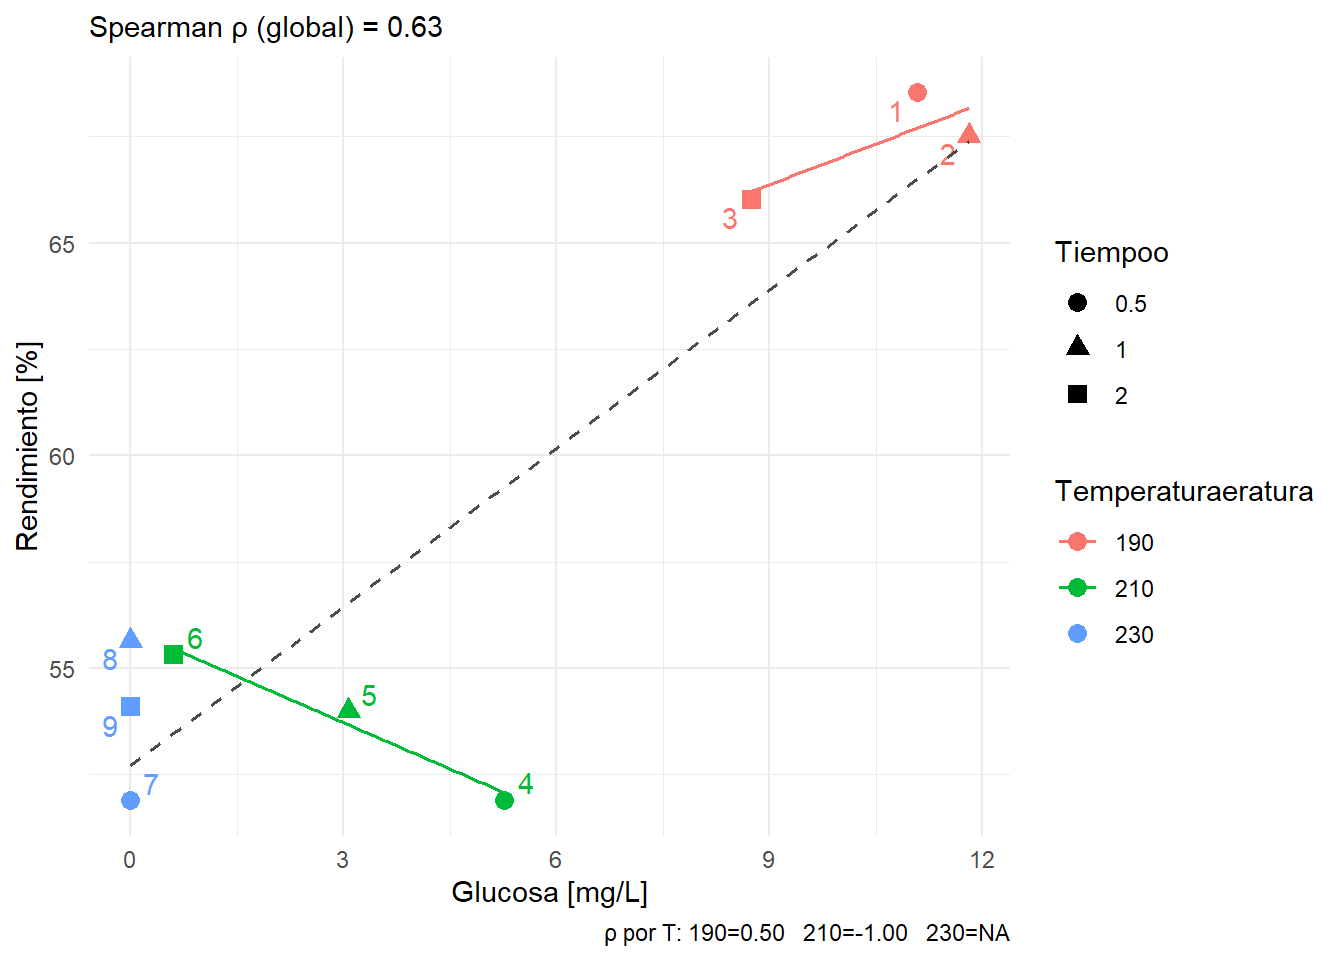 Spearman ρ (global) = 0.63
1
2
3
65
60
55
Rendimiento [%]
8
6
9
5
7
4
0 3 6 9 12
Glucosa [mg/L]
ρ por T: 190=0.50 210=-1.00 230=NA
Tiempoo
0.5
1
2
Temperaturaeratura
190
210
230